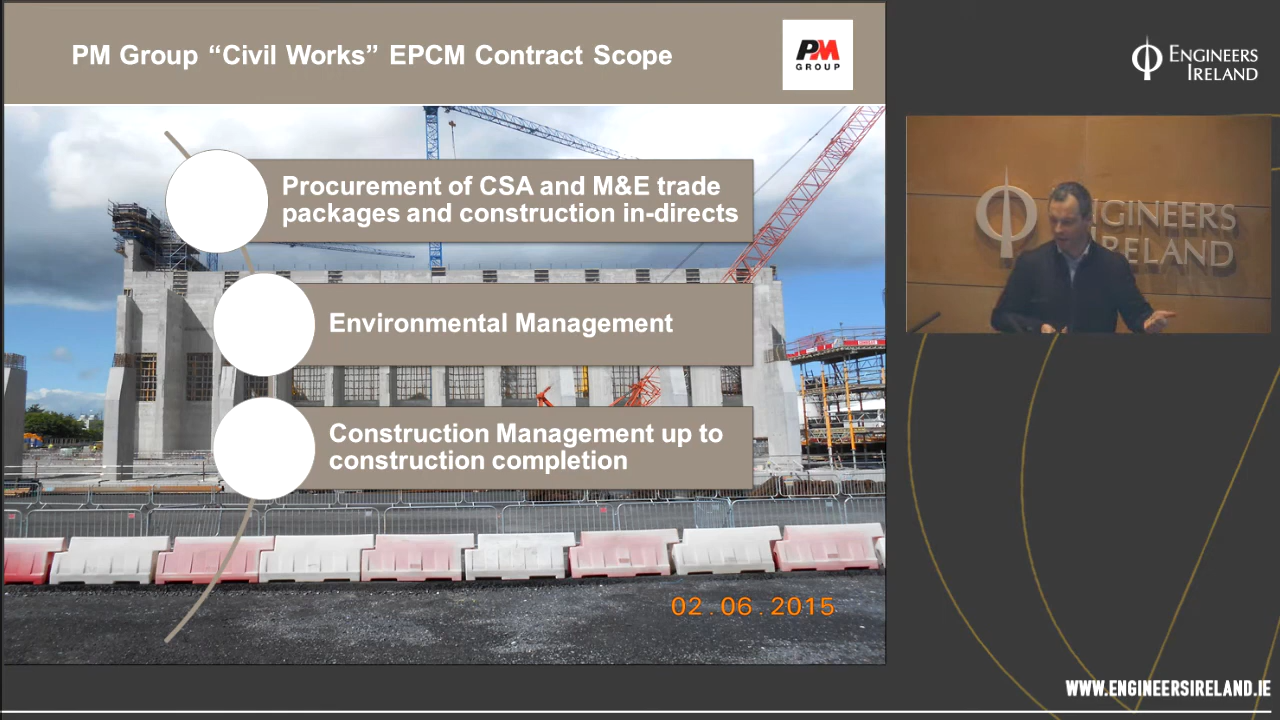 PM Group “Civil Works” EPCM Contract Scope
PM
GROUP
Procurement of CSA and M&E trade
packages and construction in-directs
Environmental Management
Construction Management up to
construction completion
02.06.2015
ENGINEERS
IRELAND
ENGINEERS
IRELAND
WWW.ENGINEERSIRELAND.IE